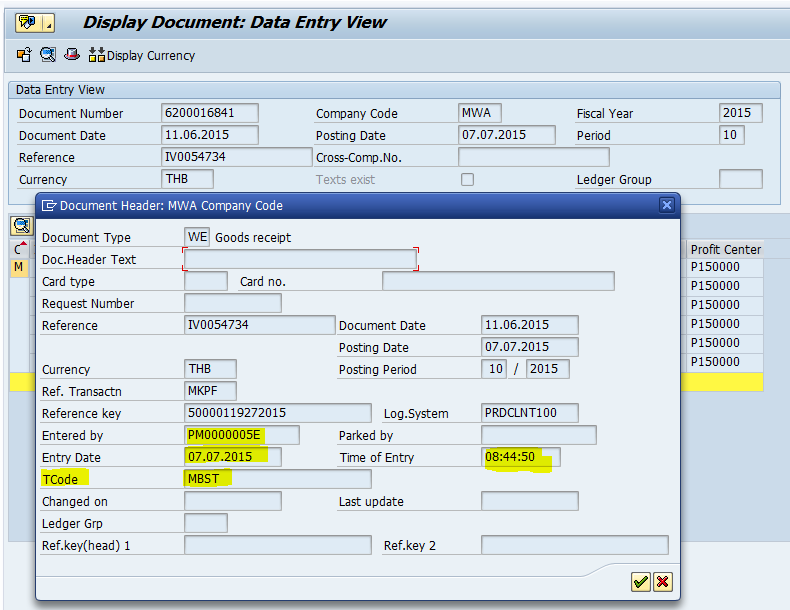 Display Document: Data Entry View
Display Currency
Data Entry View
Document Number 6200016841 Company Code MWA Fiscal Year 2015
Document Date 11.06.2015 Posting Date 07.07.2015 Period 10
Reference IV0054734 Cross-Comp.No.
Currency THB Texts exist Ledger Group
Document Header: MWA Company Code
Document Type WE Goods receipt
Doc.Header Text
Card type Card no.
Request Number
Reference IV0054734 Document Date 11.06.2015
Posting Date 07.07.2015
Currency THB Posting Period 10 / 2015
Ref. Transactn MKPF
Reference key 50000119272015 Log.System PRDCLNT100
Entered by PM0000005E Parked by
Entry Date 07.07.2015 Time of Entry 08:44:50
TCode MBST
Changed on Last update
Ledger Grp
Ref.key(head) 1 Ref.key 2
C Profit Center
M P150000
P150000
P150000
P150000
P150000
P150000